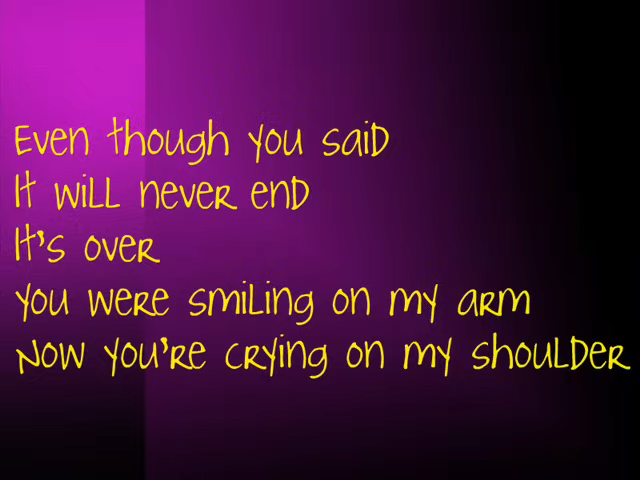 Even though you said
It will never end
It's over
You were smiling on my arm
Now you're crying on my shoulder